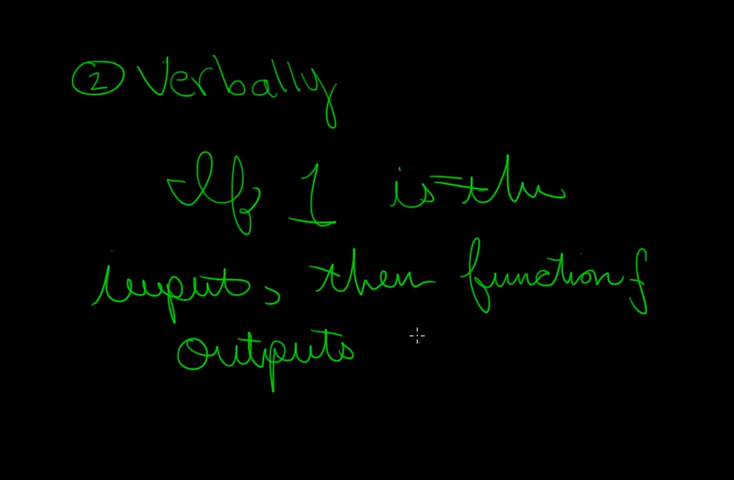 ② Verbally
If 1 is the
input, then function f
outputs